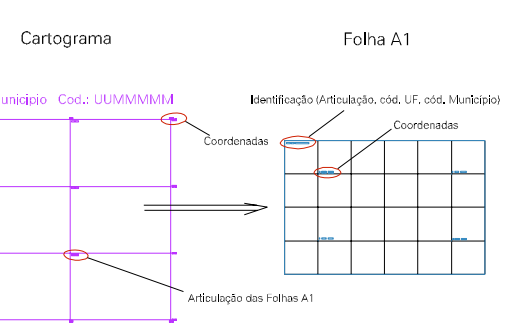 Cartograma
Folha A1
unicípio Cod.: UUMMMMM
Identificação (Articulação, cód. UF, cód. Município)
Coordenadas
Coordenadas
Articulação das Folhas A1